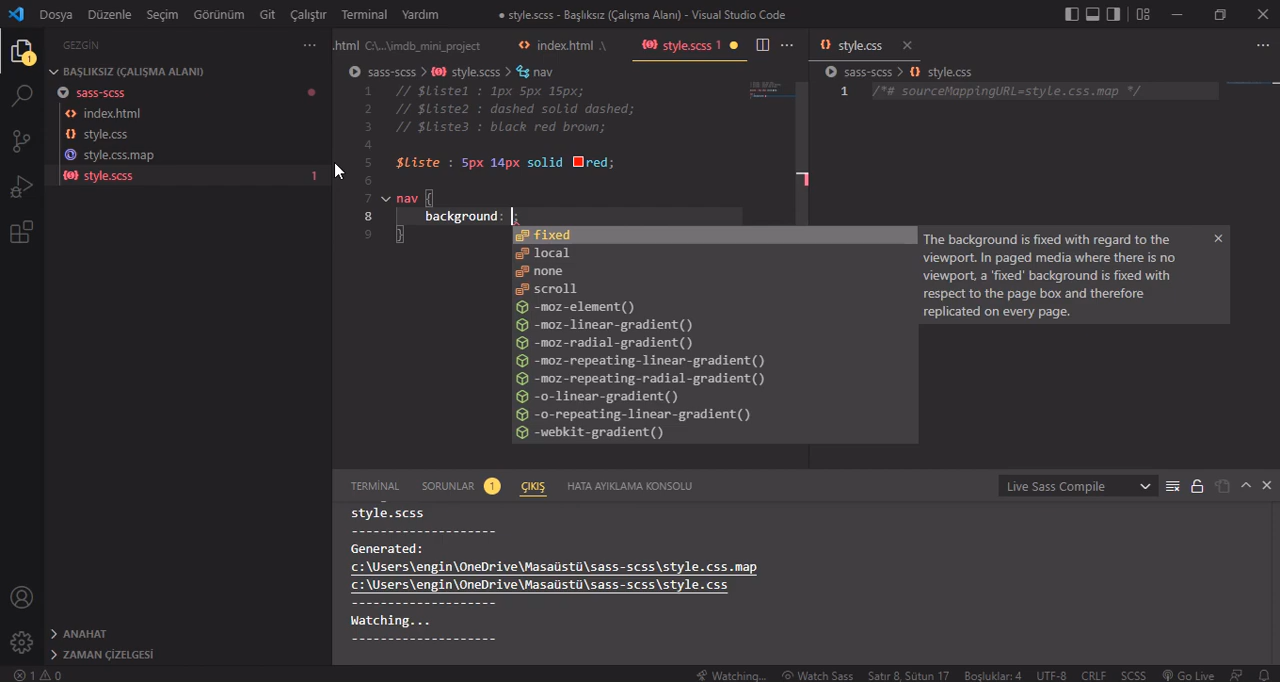 Dosya Düzenle Seçim Görünüm Git Çalıştır Terminal Yardım
● style.scss - Başlıksız (Çalışma Alanı) - Visual Studio Code
GEZGİN
BAŞLIKSIZ (ÇALIŞMA ALANI)
sass-scss
index.html
style.css
style.css.map
style.scss 1
ANAHAT
ZAMAN ÇİZELGESİ
.html C:\...\imdb_mini_project index.html .\ style.scss 1
sass-scss > style.scss > nav
1 // $liste1 : 1px 5px 15px;
2 // $liste2 : dashed solid dashed;
3 // $liste3 : black red brown;
4
5 $liste : 5px 14px solid red;
6
7 nav {
8 background: ;
9 }
fixed
local
none
scroll
-moz-element()
-moz-linear-gradient()
-moz-radial-gradient()
-moz-repeating-linear-gradient()
-moz-repeating-radial-gradient()
-o-linear-gradient()
-o-repeating-linear-gradient()
-webkit-gradient()
The background is fixed with regard to the
viewport. In paged media where there is no
viewport, a 'fixed' background is fixed with
respect to the page box and therefore
replicated on every page.
style.css
sass-scss > style.css
1 /*# sourceMappingURL=style.css.map */
TERMİNAL SORUNLAR 1 ÇIKIŞ HATA AYIKLAMA KONSOLU Live Sass Compile
style.scss
--------------------
Generated:
c:\Users\engin\OneDrive\Masaüstü\sass-scss\style.css.map
c:\Users\engin\OneDrive\Masaüstü\sass-scss\style.css
--------------------
Watching...
--------------------
1 0 Watching... Watch Sass Satır 8, Sütun 17 Boşluklar: 4 UTF-8 CRLF SCSS Go Live